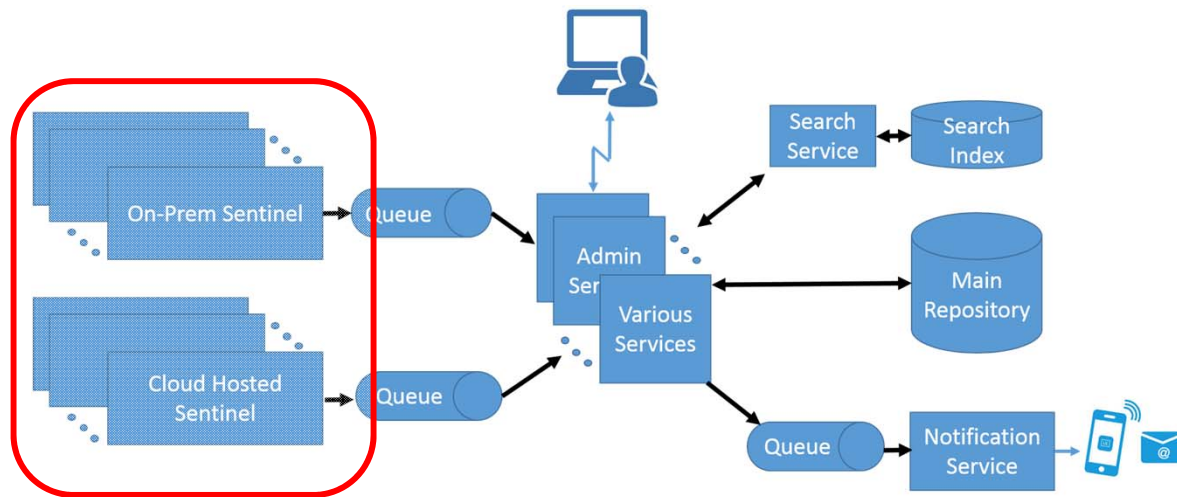 On-Prem Sentinel
Queue
Cloud Hosted
Sentinel
Queue
Admin
Various
Services
Search
Service
Search
Index
Main
Repository
Queue
Notification
Service
@